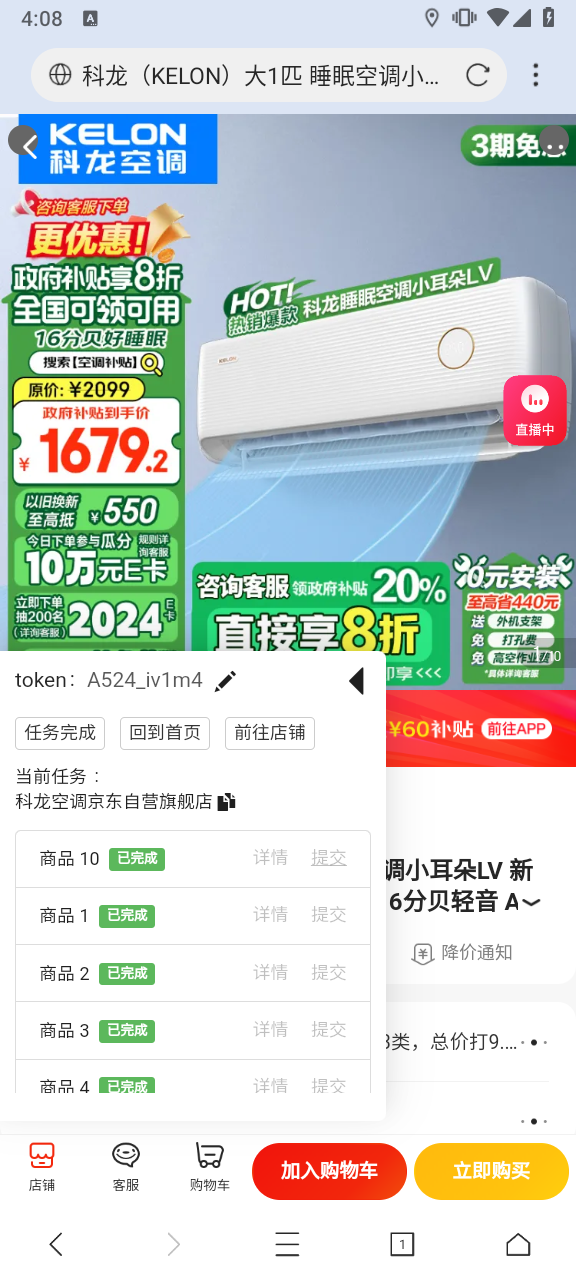 4:08
A
科龙（KELON）大1匹 睡眠空调小...
KELON
科龙空调
3期免
咨询客服下单
更优惠!
政府补贴享8折
全国可领可用
16分贝好睡眠
搜索【空调补贴】
原价: ¥2099
政府补贴到手价
¥1679.2
以旧换新
至高抵 ¥550
今日下单参与瓜分 规则详询客服
10万元E卡
立即下单
抽200名
(详询客服)
2024 E卡
HOT!
热销爆款
科龙睡眠空调小耳朵LV
KELON
直播中
咨询客服 领政府补贴 20%
直接享8折
即享<<<
0元安装
至高省440元
送 外机支架
免 打孔费
免 高空作业费
*具体详询客服
¥60补贴 前往APP
token: A524_iv1m4
任务完成 回到首页 前往店铺
当前任务：
科龙空调京东自营旗舰店
商品 10 已完成 详情 提交
商品 1 已完成 详情 提交
商品 2 已完成 详情 提交
商品 3 已完成 详情 提交
商品 4 已完成 详情 提交
调小耳朵LV 新
6分贝轻音 A
降价通知
3类，总价打9....
店铺
客服
购物车
加入购物车
立即购买
1